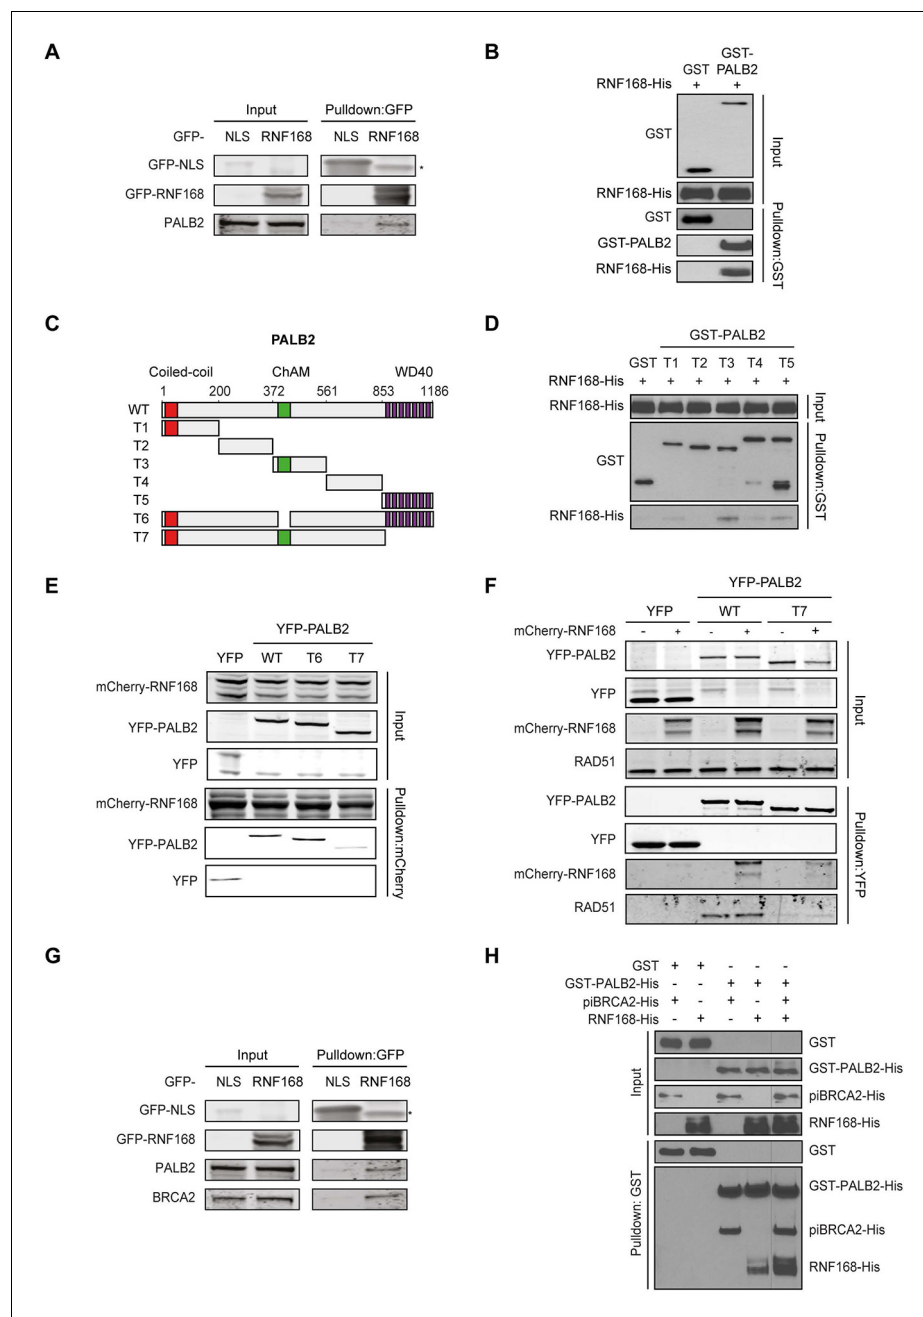 A
Input Pulldown:GFP
GFP- NLS RNF168 NLS RNF168
GFP-NLS *
GFP-RNF168
PALB2
B
GST-
GST PALB2
RNF168-His + +
GST
RNF168-His
Input
GST
GST-PALB2
RNF168-His
Pulldown:GST
C
PALB2
Coiled-coil ChAM WD40
1 200 372 561 853 1186
WT
T1
T2
T3
T4
T5
T6
T7
D
GST-PALB2
GST T1 T2 T3 T4 T5
RNF168-His + + + + + +
RNF168-His
Input
GST
RNF168-His
Pulldown:GST
E
YFP-PALB2
YFP WT T6 T7
mCherry-RNF168
YFP-PALB2
YFP
Input
mCherry-RNF168
YFP-PALB2
YFP
Pulldown:mCherry
F
YFP-PALB2
YFP WT T7
mCherry-RNF168 - + - + - +
YFP-PALB2
YFP
mCherry-RNF168
RAD51
Input
YFP-PALB2
YFP
mCherry-RNF168
RAD51
Pulldown:YFP
G
Input Pulldown:GFP
GFP- NLS RNF168 NLS RNF168
GFP-NLS *
GFP-RNF168
PALB2
BRCA2
H
GST + + - - -
GST-PALB2-His - - + + +
piBRCA2-His + - + - +
RNF168-His - + - + +
Input
GST
GST-PALB2-His
piBRCA2-His
RNF168-His
Pulldown: GST
GST
GST-PALB2-His
piBRCA2-His
RNF168-His